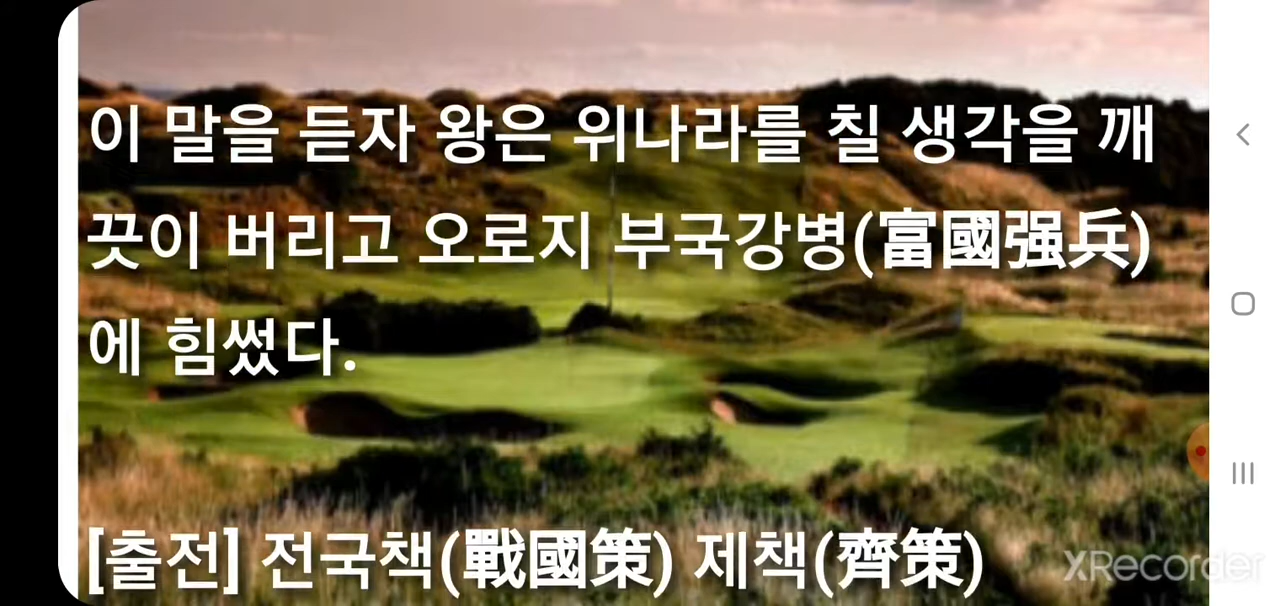 이 말을 듣자 왕은 위나라를 칠 생각을 깨
끗이 버리고 오로지 부국강병(富國强兵)
에 힘썼다.
[출전] 전국책(戰國策) 제책(齊策)
XRecorder